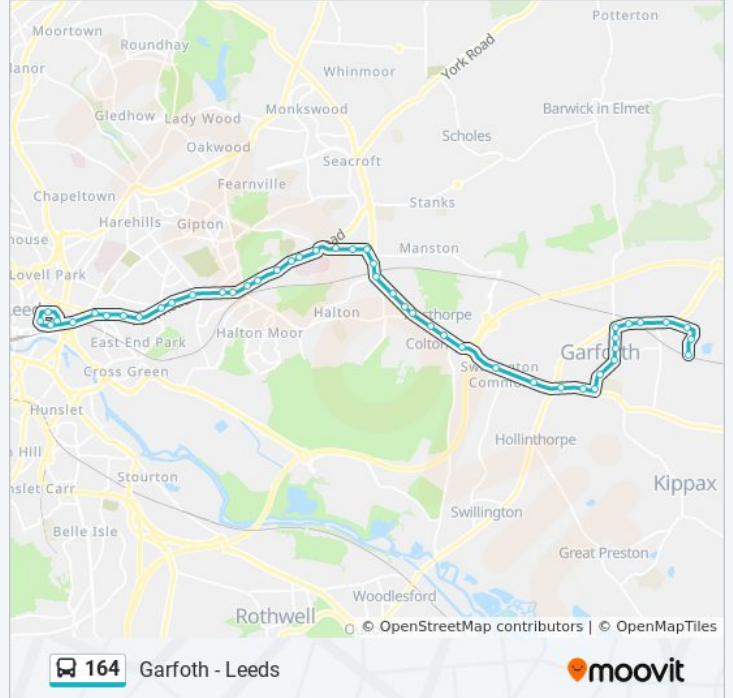 Potterton
Moortown
Roundhay
York Road
Whinmoor
Monkswood
Barwick in Elmet
Gledhow
Lady Wood
Scholes
Oakwood
Seacroft
Fearnville
Chapeltown
Stanks
Harehills
Gipton
Manston
Lovell Park
Halton
East End Park
Halton Moor
Colton
Garforth
Cross Green
Hunslet
Hollinthorpe
Stourton
Kippax
Swillington
Belle Isle
Great Preston
Woodlesford
Rothwell
© OpenStreetMap contributors | © OpenMapTiles
164 Garfoth - Leeds
moovit